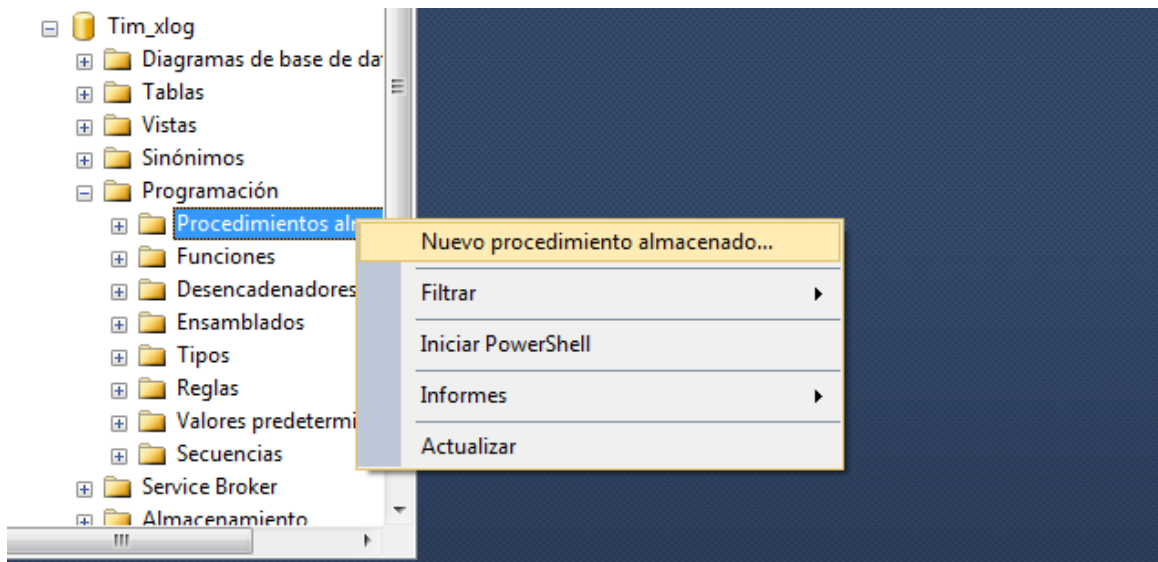 Tim_xlog
Diagramas de base de da
Tablas
Vistas
Sinónimos
Programación
Procedimientos al
Nuevo procedimiento almacenado...
Funciones
Desencadenadores
Filtrar
Ensamblados
Iniciar PowerShell
Tipos
Reglas
Informes
Valores predetermi
Actualizar
Secuencias
Service Broker
Almacenamiento